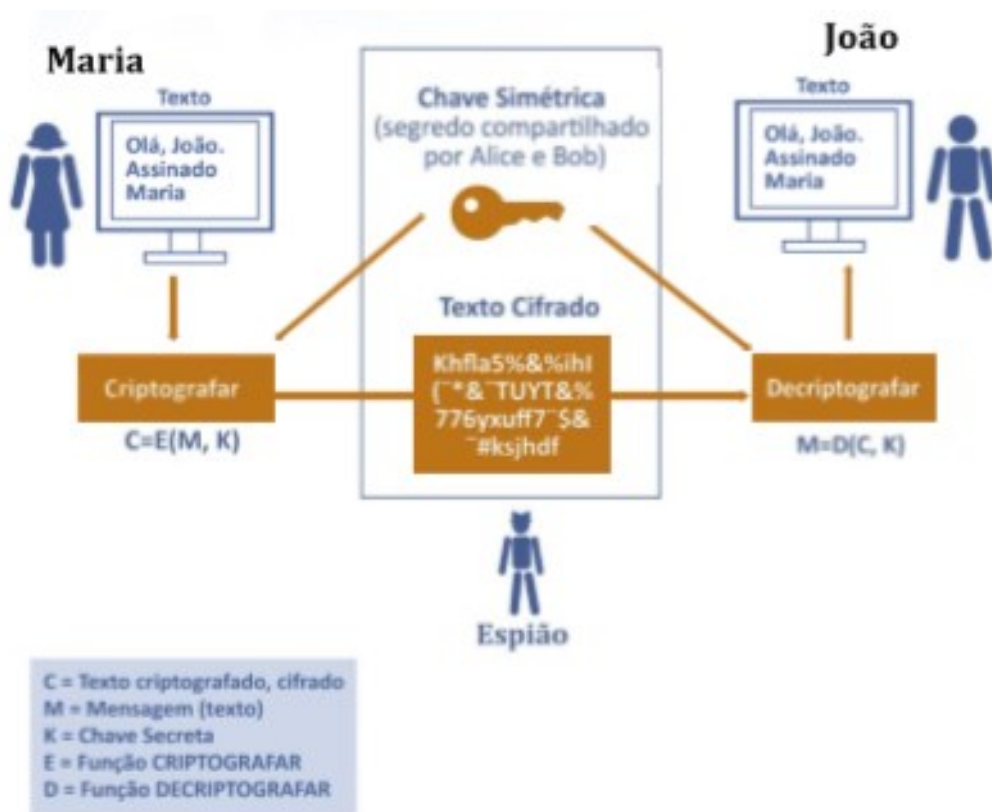 Maria
João
Texto
Olá, João.
Assinado
Maria
Chave Simétrica
(segredo compartilhado
por Alice e Bob)
Texto
Olá, João.
Assinado
Maria
Texto Cifrado
Criptografar
Khfla5%&%ihI
{¨*&¨TUYT&%
776yxuff7¨$&
¨#ksjhdf
Decriptografar
C=E(M, K)
M=D(C, K)
Espião
C = Texto criptografado, cifrado
M = Mensagem (texto)
K = Chave Secreta
E = Função CRIPTOGRAFAR
D = Função DECRIPTOGRAFAR